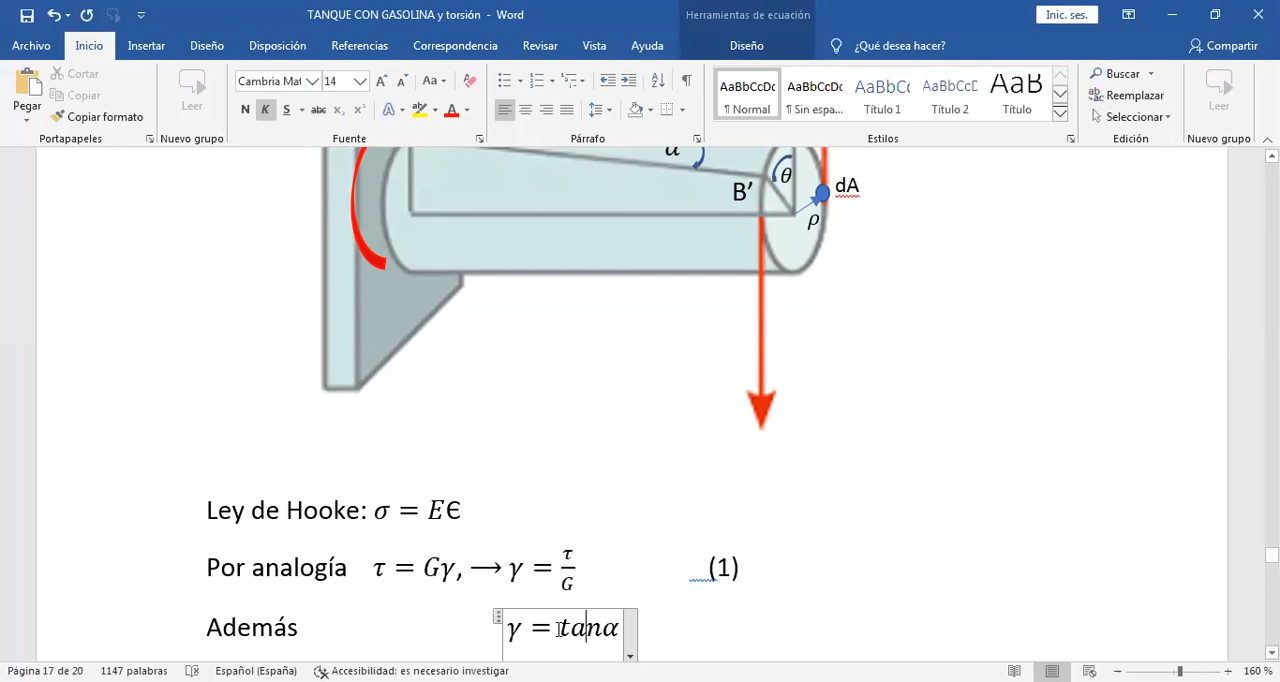 TANQUE CON GASOLINA y torsión - Word
Herramientas de ecuación
Inic. ses.
Archivo Inicio Insertar Diseño Disposición Referencias Correspondencia Revisar Vista Ayuda Diseño ¿Qué desea hacer? Compartir
Pegar
Cortar
Copiar
Copiar formato
Portapapeles
Leer
Nuevo grupo
Cambria Mat 14
N K S abc x₂ x²
Fuente
Párrafo
AaBbCcDc AaBbCcDc AaBbCc AaBbCcD AaB
¶ Normal ¶ Sin espa... Título 1 Título 2 Título
Estilos
Buscar
Reemplazar
Seleccionar
Edición
Leer
Nuevo grupo
α
θ
B’
dA
ρ
Ley de Hooke: σ = EЄ
Por analogía τ = Gγ, ⟶ γ = τ/G (1)
Además γ = tanα
Página 17 de 20 1147 palabras Español (España) Accesibilidad: es necesario investigar 160 %